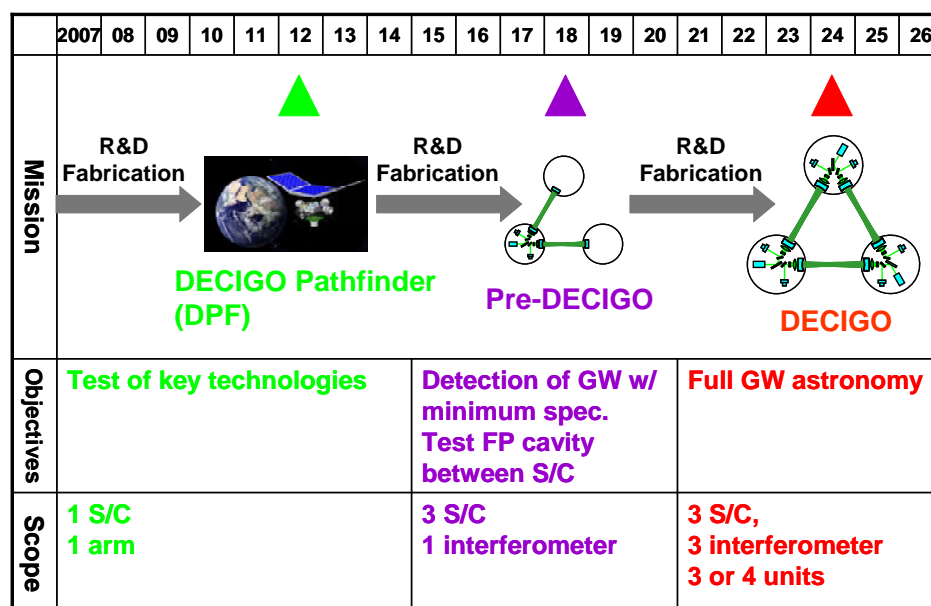 2007 08 09 10 11 12 13 14 15 16 17 18 19 20 21 22 23 24 25 26
Mission
R&D
Fabrication
R&D
Fabrication
R&D
Fabrication
DECIGO Pathfinder
(DPF)
Pre-DECIGO
DECIGO
Objectives
Test of key technologies
Detection of GW w/
minimum spec.
Test FP cavity
between S/C
Full GW astronomy
Scope
1 S/C
1 arm
3 S/C
1 interferometer
3 S/C,
3 interferometer
3 or 4 units